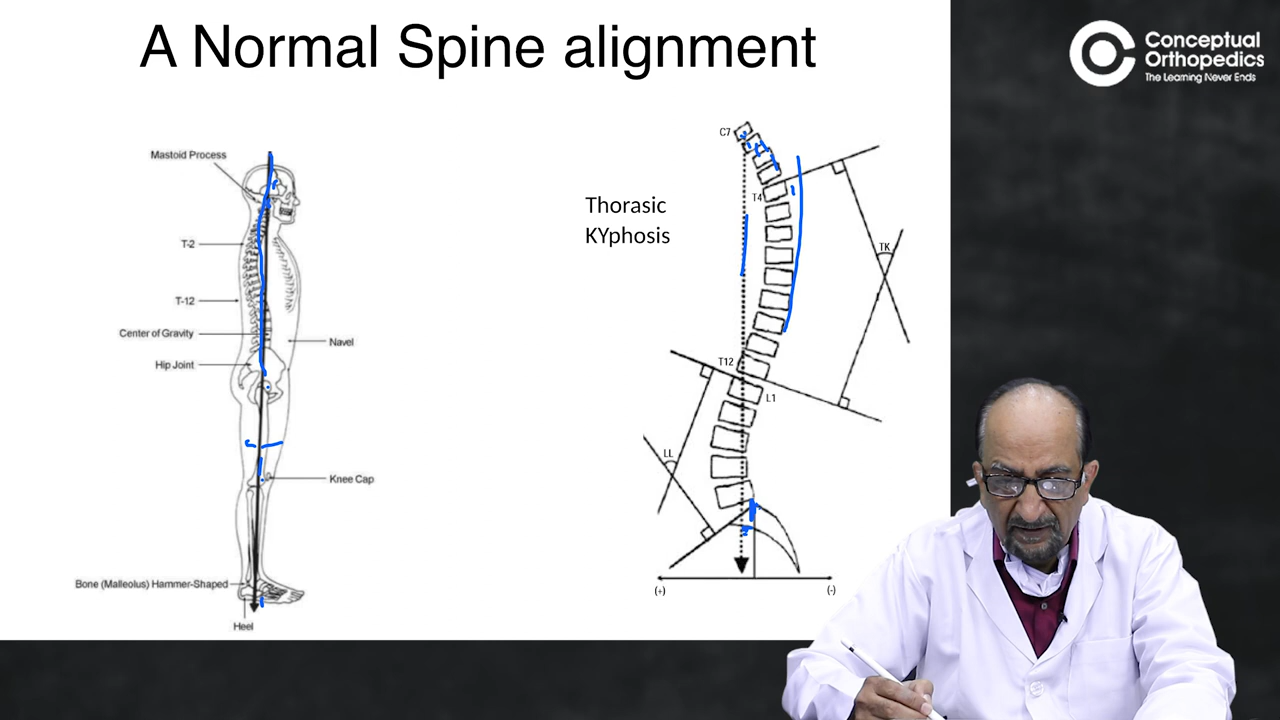 A Normal Spine alignment
Conceptual
Orthopedics
The Learning Never Ends
Mastoid Process
T-2
T-12
Center of Gravity
Hip Joint
Navel
Knee Cap
Bone (Malleolus) Hammer-Shaped
Heel
Thorasic
KYphosis
C7
T4
TK
T12
L1
LL
(+)
(-)